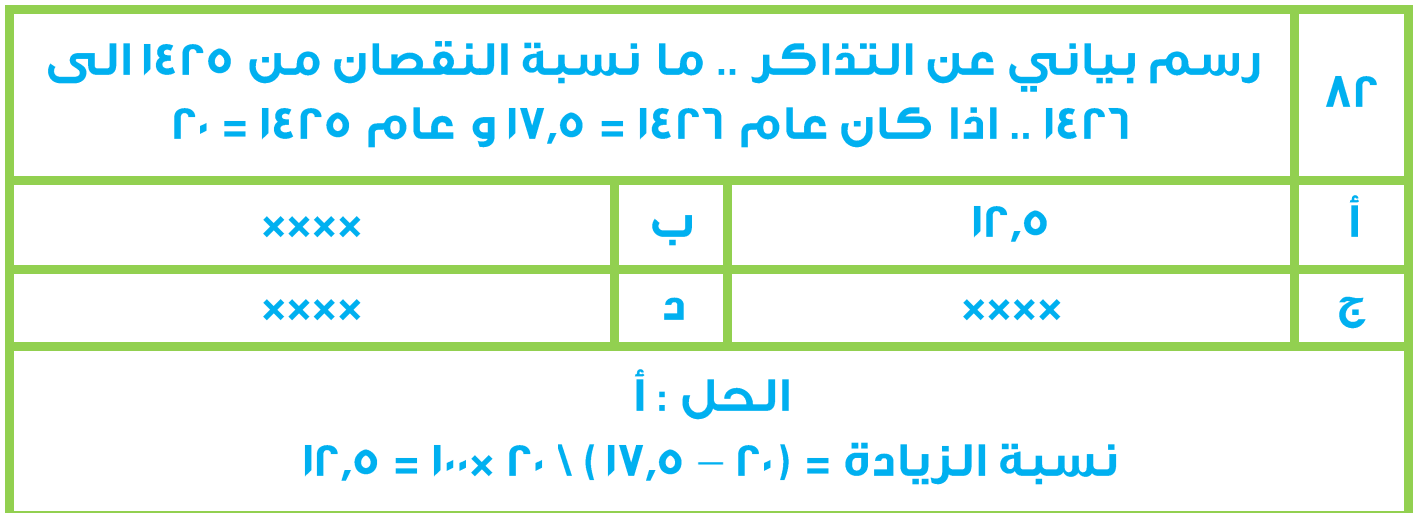 ٨٢
رسم بياني عن التذاكر .. ما نسبة النقصان من ١٤٢٥ الى
١٤٢٦ .. اذا كان عام ١٤٢٦ = ١٧,٥ و عام ١٤٢٥ = ٢٠
أ
١٢,٥
ب
××××
ج
××××
د
××××
الحل : أ
نسبة الزيادة = (٢٠ – ١٧,٥ ) \ ٢٠ ×١٠٠ = ١٢,٥